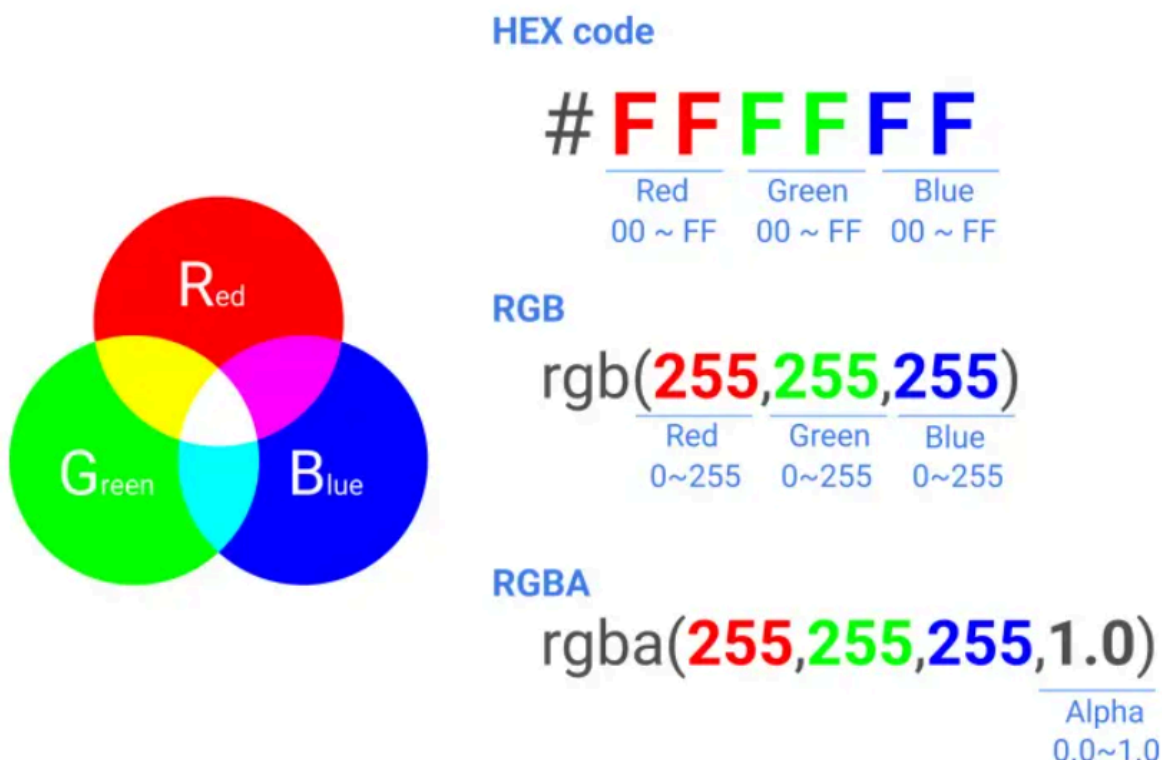 Red
Green
Blue
HEX code
#FFFFFF
Red Green Blue
00 ~ FF 00 ~ FF 00 ~ FF
RGB
rgb(255,255,255)
Red Green Blue
0~255 0~255 0~255
RGBA
rgba(255,255,255,1.0)
Alpha
0.0~1.0